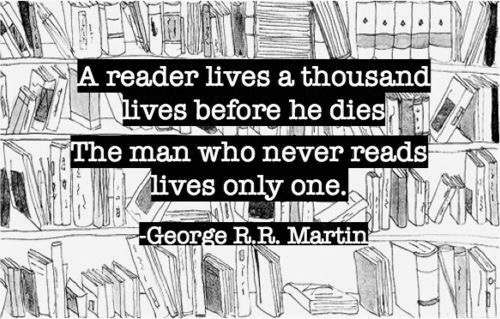 A reader lives a thousand
lives before he dies
The man who never reads
lives only one.
-George R.R. Martin